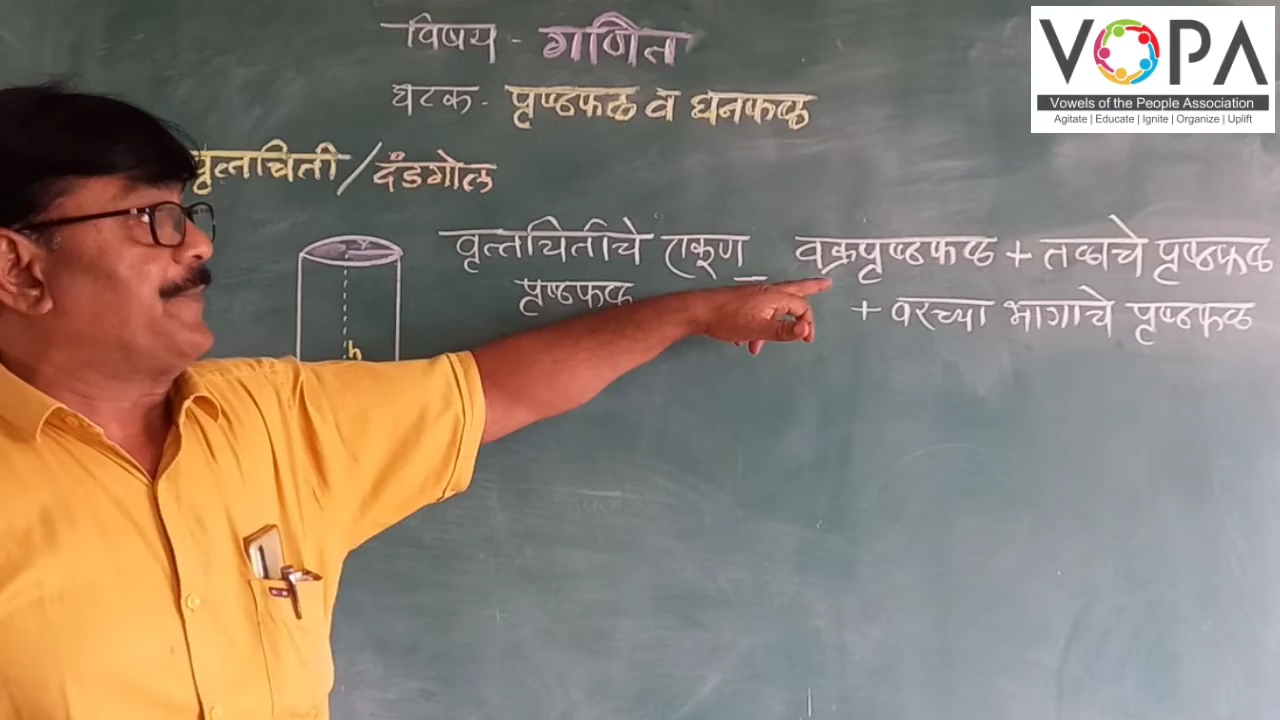 विषय - गणित
घटक - पृष्ठफळ व घनफळ
वृत्तचिती / दंडगोल
वृत्तचितीचे एकूण पृष्ठफळ = वक्रपृष्ठफळ + तळाचे पृष्ठफळ
+ वरच्या भागाचे पृष्ठफळ
r
h
VOPA
Vowels of the People Association
Agitate | Educate | Ignite | Organize | Uplift